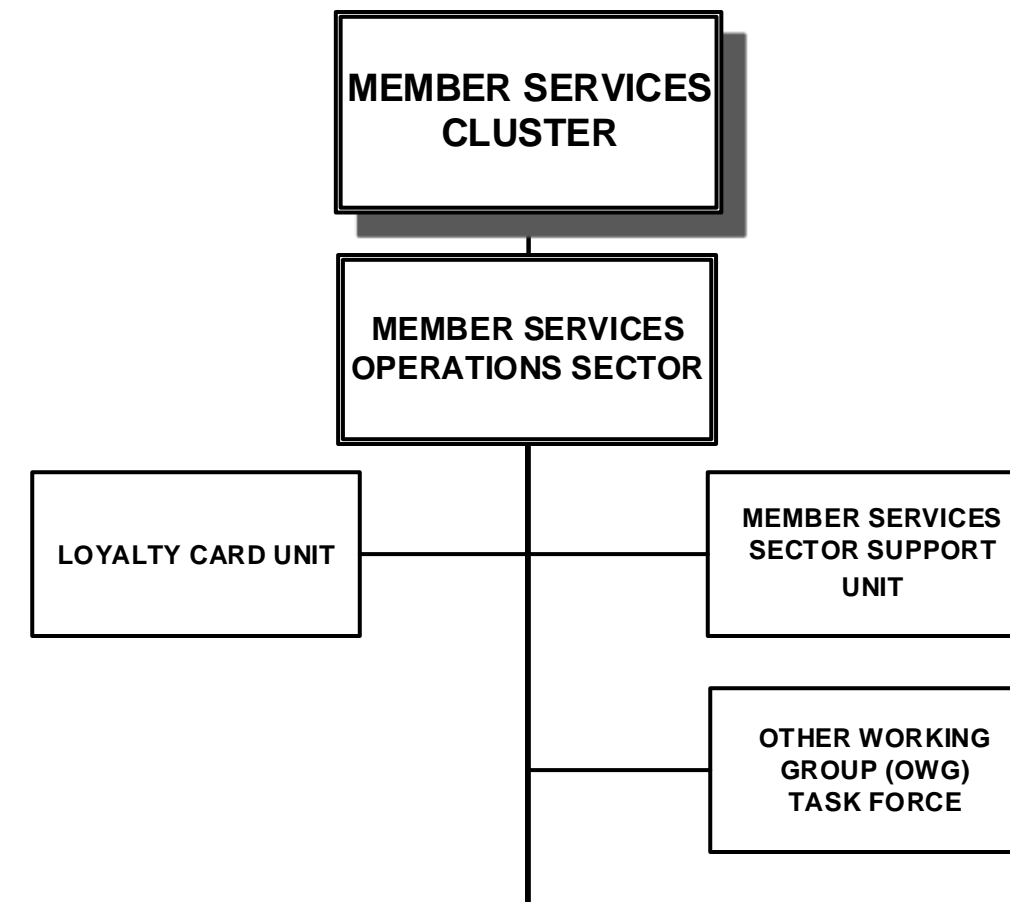 MEMBER SERVICES
CLUSTER
MEMBER SERVICES
OPERATIONS SECTOR
LOYALTY CARD UNIT
MEMBER SERVICES
SECTOR SUPPORT
UNIT
OTHER WORKING
GROUP (OWG)
TASK FORCE